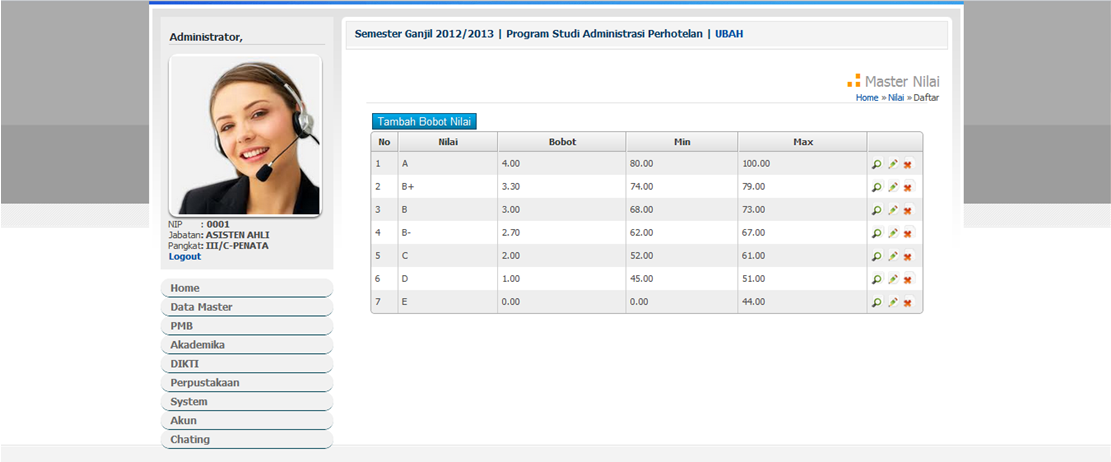 Administrator,
NIP : 0001
Jabatan: ASISTEN AHLI
Pangkat: III/C-PENATA
Logout
Home
Data Master
PMB
Akademika
DIKTI
Perpustakaan
System
Akun
Chating
Semester Ganjil 2012/2013 | Program Studi Administrasi Perhotelan | UBAH
Master Nilai
Home » Nilai » Daftar
Tambah Bobot Nilai
No Nilai Bobot Min Max
1 A 4.00 80.00 100.00
2 B+ 3.30 74.00 79.00
3 B 3.00 68.00 73.00
4 B- 2.70 62.00 67.00
5 C 2.00 52.00 61.00
6 D 1.00 45.00 51.00
7 E 0.00 0.00 44.00